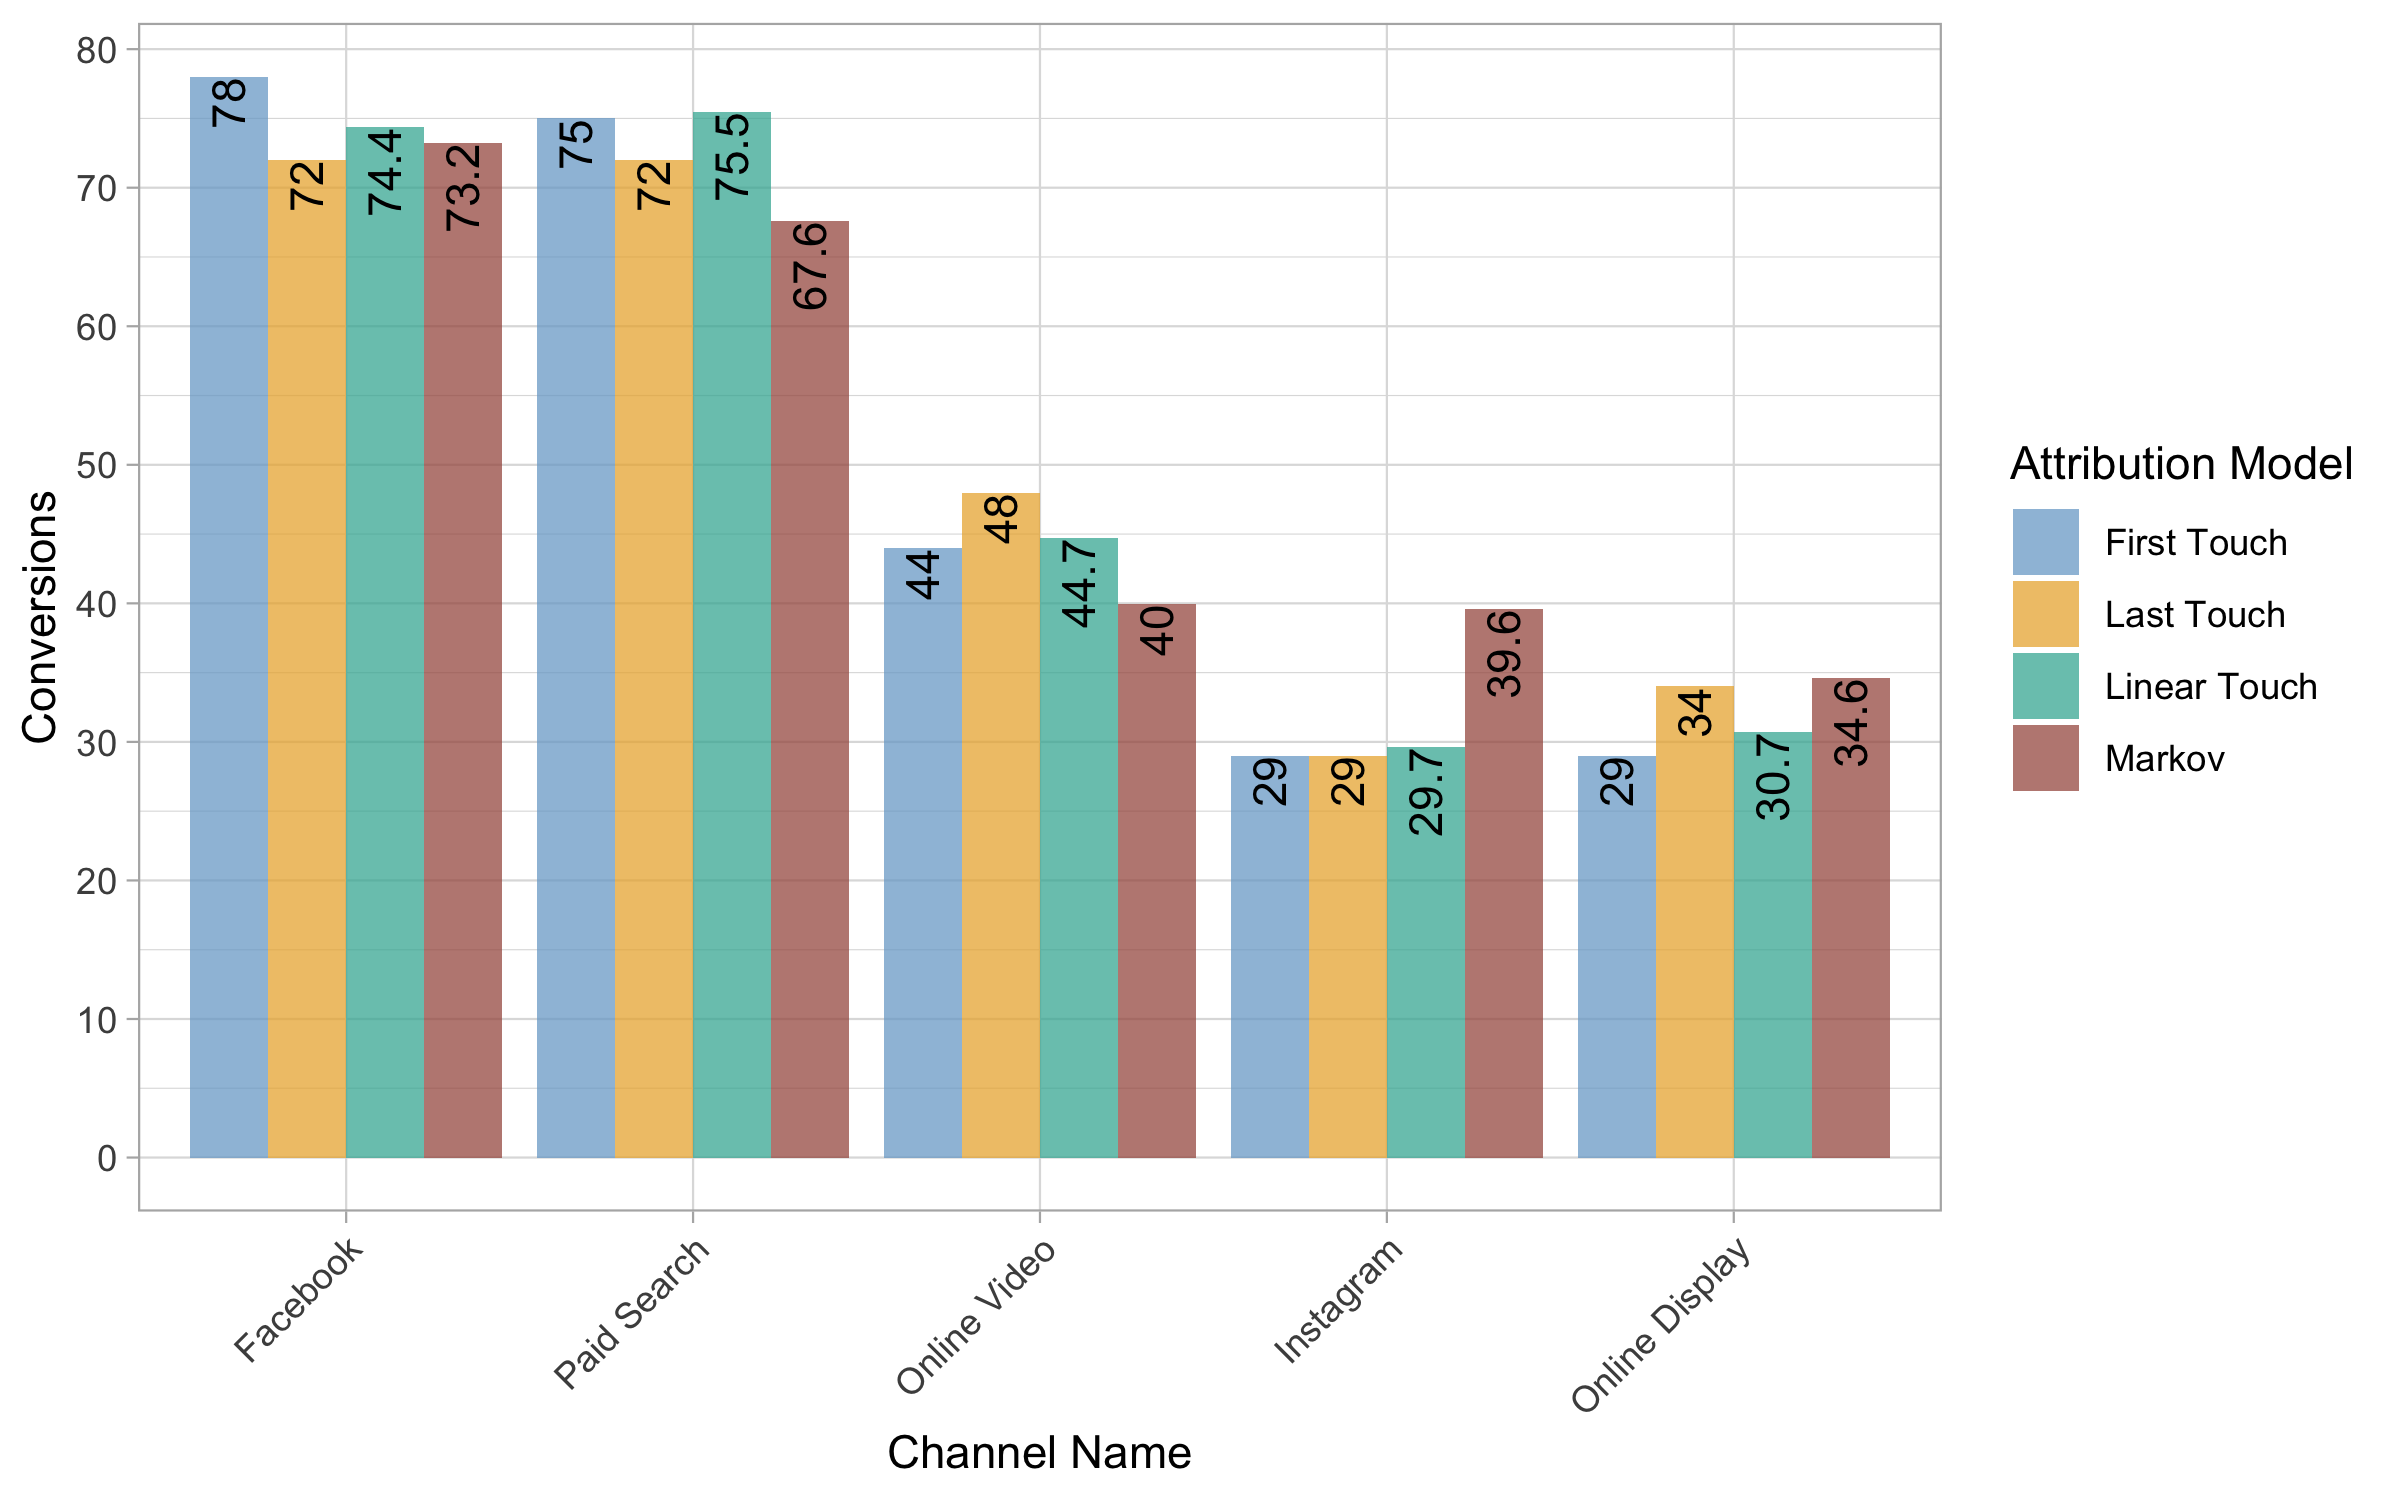 80
70
60
50
40
30
20
10
0
Conversions
78
72
74.4
73.2
75
72
75.5
67.6
44
48
44.7
40
29
29
29.7
39.6
29
34
30.7
34.6
Facebook
Paid Search
Online Video
Instagram
Online Display
Channel Name
Attribution Model
First Touch
Last Touch
Linear Touch
Markov